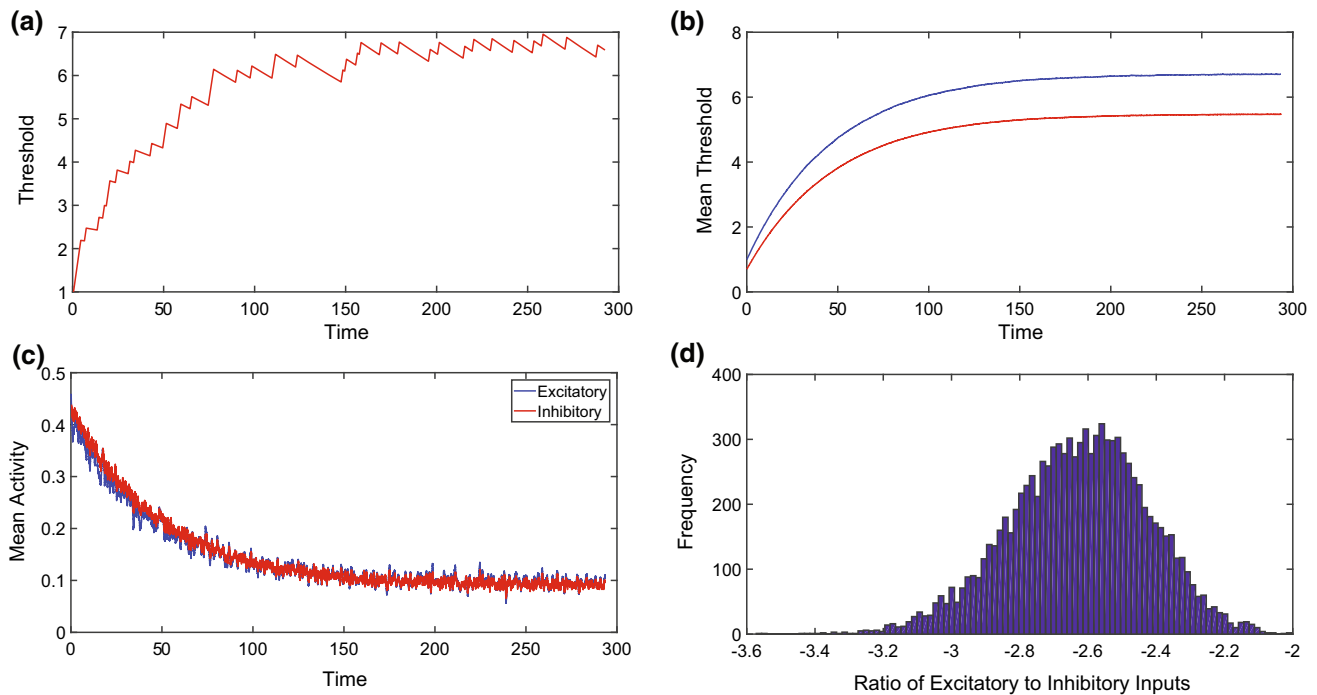 (a)
7
6
5
4
3
2
1
Threshold
0 50 100 150 200 250 300
Time
(b)
8
6
4
2
0
Mean Threshold
0 50 100 150 200 250 300
Time
(c)
0.5
0.4
0.3
0.2
0.1
0
Mean Activity
Excitatory
Inhibitory
0 50 100 150 200 250 300
Time
(d)
400
300
200
100
0
Frequency
-3.6 -3.4 -3.2 -3 -2.8 -2.6 -2.4 -2.2 -2
Ratio of Excitatory to Inhibitory Inputs